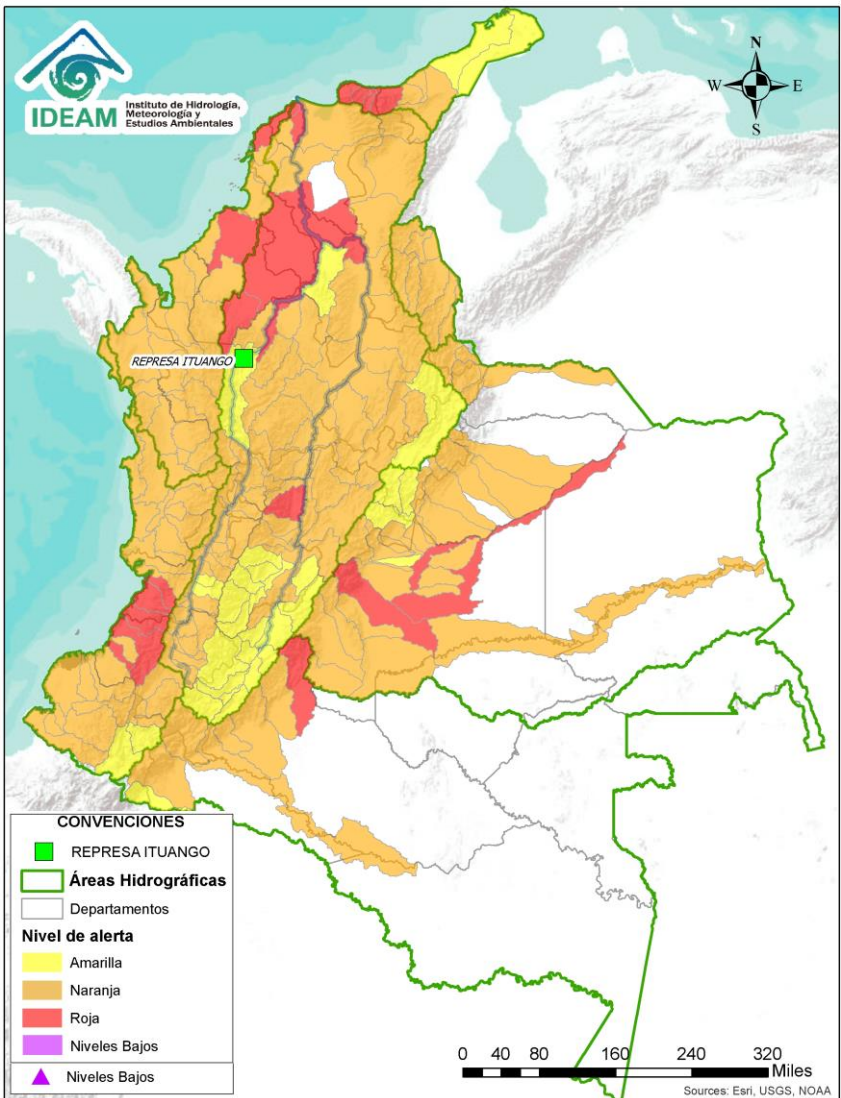 IDEAM
Instituto de Hidrología,
Meteorología y
Estudios Ambientales
N
W
E
S
REPRESA ITUANGO
CONVENCIONES
REPRESA ITUANGO
Áreas Hidrográficas
Departamentos
Nivel de alerta
Amarilla
Naranja
Roja
Niveles Bajos
Niveles Bajos
0 40 80 160 240 320
Miles
Sources: Esri, USGS, NOAA